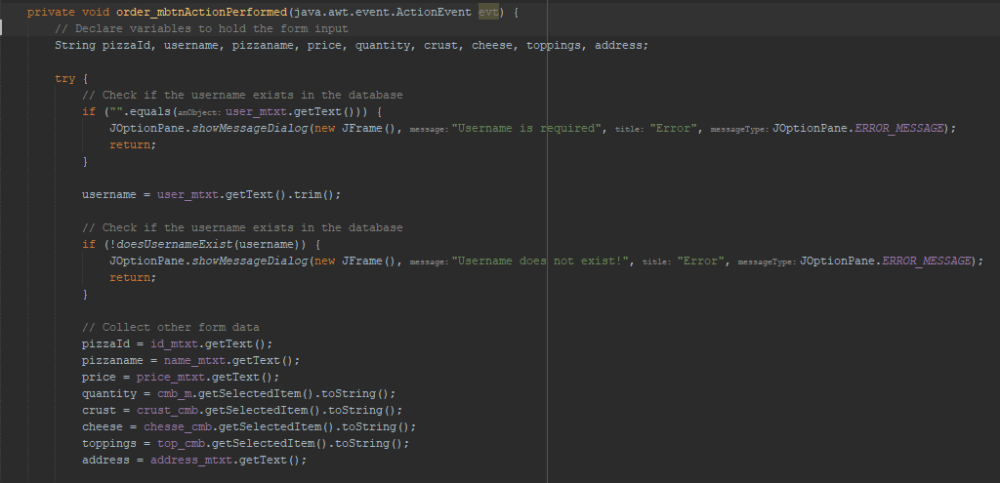 private void order_mbtnActionPerformed(java.awt.event.ActionEvent evt) {
// Declare variables to hold the form input
String pizzaId, username, pizzaname, price, quantity, crust, cheese, toppings, address;
try {
// Check if the username exists in the database
if ("".equals(anObject: user_mtxt.getText())) {
JOptionPane.showMessageDialog(new JFrame(), message: "Username is required", title: "Error", messageType: JOptionPane.ERROR_MESSAGE);
return;
}
username = user_mtxt.getText().trim();
// Check if the username exists in the database
if (!doesUsernameExist(username)) {
JOptionPane.showMessageDialog(new JFrame(), message: "Username does not exist!", title: "Error", messageType: JOptionPane.ERROR_MESSAGE);
return;
}
// Collect other form data
pizzaId = id_mtxt.getText();
pizzaname = name_mtxt.getText();
price = price_mtxt.getText();
quantity = cmb_m.getSelectedItem().toString();
crust = crust_cmb.getSelectedItem().toString();
cheese = chesse_cmb.getSelectedItem().toString();
toppings = top_cmb.getSelectedItem().toString();
address = address_mtxt.getText();